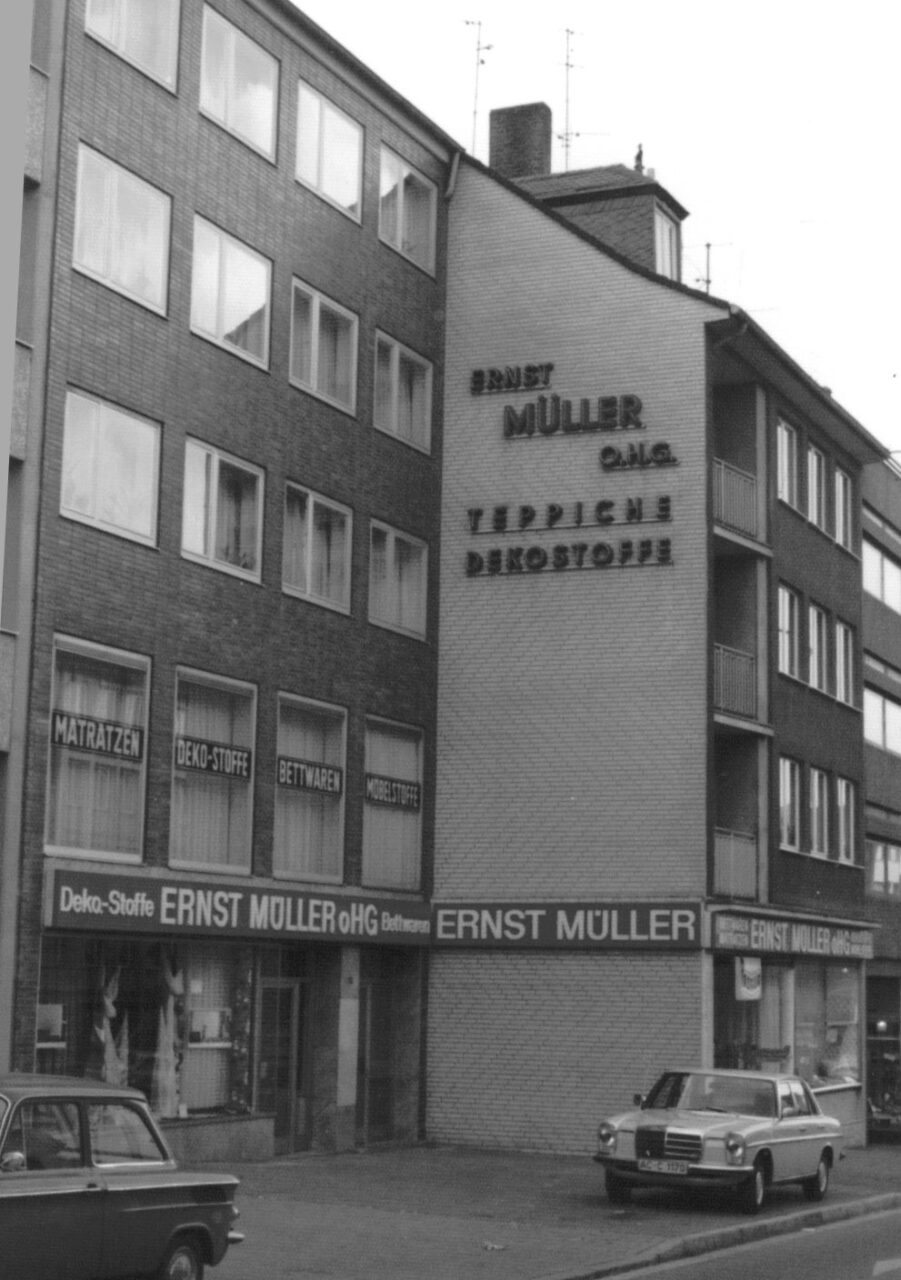 ERNST
MÜLLER
O.H.G.
TEPPICHE
DEKOSTOFFE
MATRATZEN
DEKO-STOFFE
BETTWAREN
MÖBELSTOFFE
Deko.-Stoffe ERNST MÜLLER oHG Bettwaren
ERNST MÜLLER
ERNST MÜLLER oHG
AC-C 1170